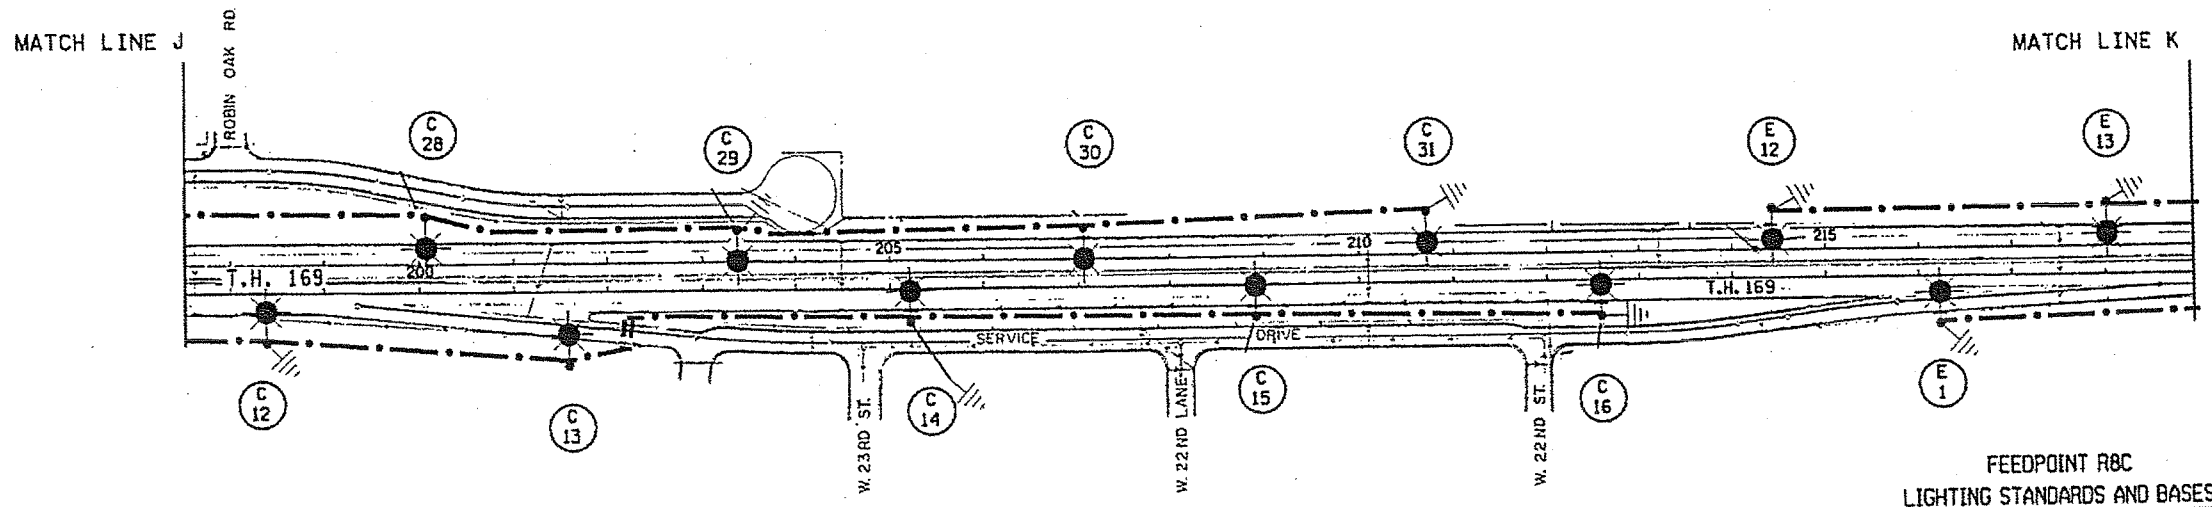 MATCH LINE J
ROBIN OAK RD.
MATCH LINE K
C
28
C
29
C
30
C
31
E
12
E
13
205
210
215
200
T.H. 169
T.H. 169
SERVICE DRIVE
C
12
C
13
C
14
C
15
C
16
E
1
W. 23RD ST.
W. 22ND LANE
W. 22ND ST.
H
FEEDPOINT R8C
LIGHTING STANDARDS AND BASES